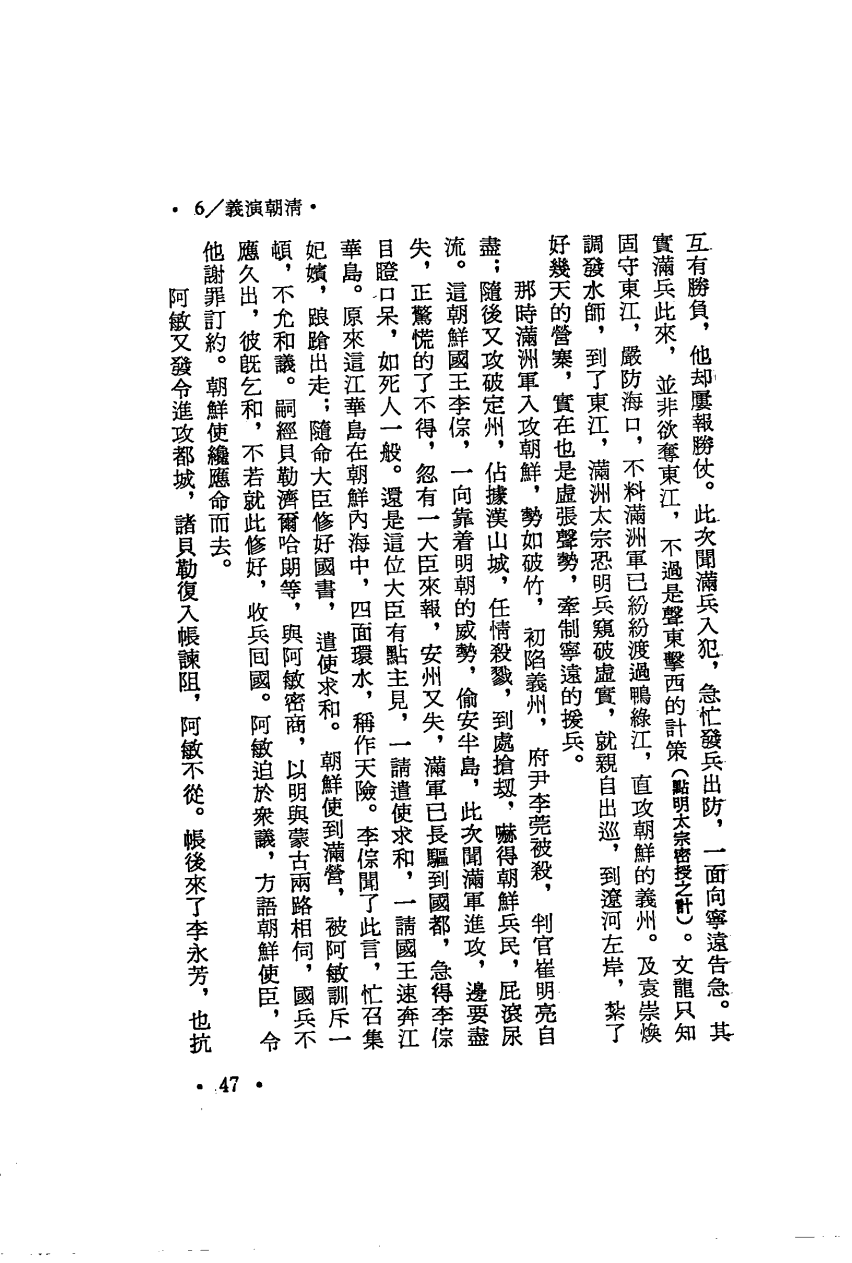 ·6／義演朝清·
互有勝負，他却屢報勝仗。此次聞滿兵入犯，急忙發兵出防，一面向寧遠告急。其
實滿兵此來，並非欲奪東江，不過是聲東擊西的計策（點明太宗密授之計）。文龍只知
固守東江，嚴防海口，不料滿洲軍已紛紛渡過鴨綠江，直攻朝鮮的義州。及袁崇煥
調發水師，到了東江，滿洲太宗恐明兵窺破虛實，就親自出巡，到遼河左岸，紮了
好幾天的營寨，實在也是虛張聲勢，牽制寧遠的援兵。
那時滿洲軍入攻朝鮮，勢如破竹，初陷義州，府尹李莞被殺，判官崔明亮自
盡；隨後又攻破定州，佔據漢山城，任情殺戮，到處搶刼，嚇得朝鮮兵民，屁滾尿
流。這朝鮮國王李倧，一向靠着明朝的威勢，偷安半島，此次聞滿軍進攻，邊要盡
失，正驚慌的了不得，忽有一大臣來報，安州又失，滿軍已長驅到國都，急得李倧
目瞪口呆，如死人一般。還是這位大臣有點主見，一請遣使求和，一請國王速奔江
華島。原來這江華島在朝鮮內海中，四面環水，稱作天險。李倧聞了此言，忙召集
妃嬪，踉蹌出走；隨命大臣修好國書，遣使求和。朝鮮使到滿營，被阿敏訓斥一
頓，不允和議。嗣經貝勒濟爾哈朗等，與阿敏密商，以明與蒙古兩路相伺，國兵不
應久出，彼既乞和，不若就此修好，收兵囘國。阿敏迫於衆議，方語朝鮮使臣，令
他謝罪訂約。朝鮮使纔應命而去。
阿敏又發令進攻都城，諸貝勒復入帳諫阻，阿敏不從。帳後來了李永芳，也抗
·47·